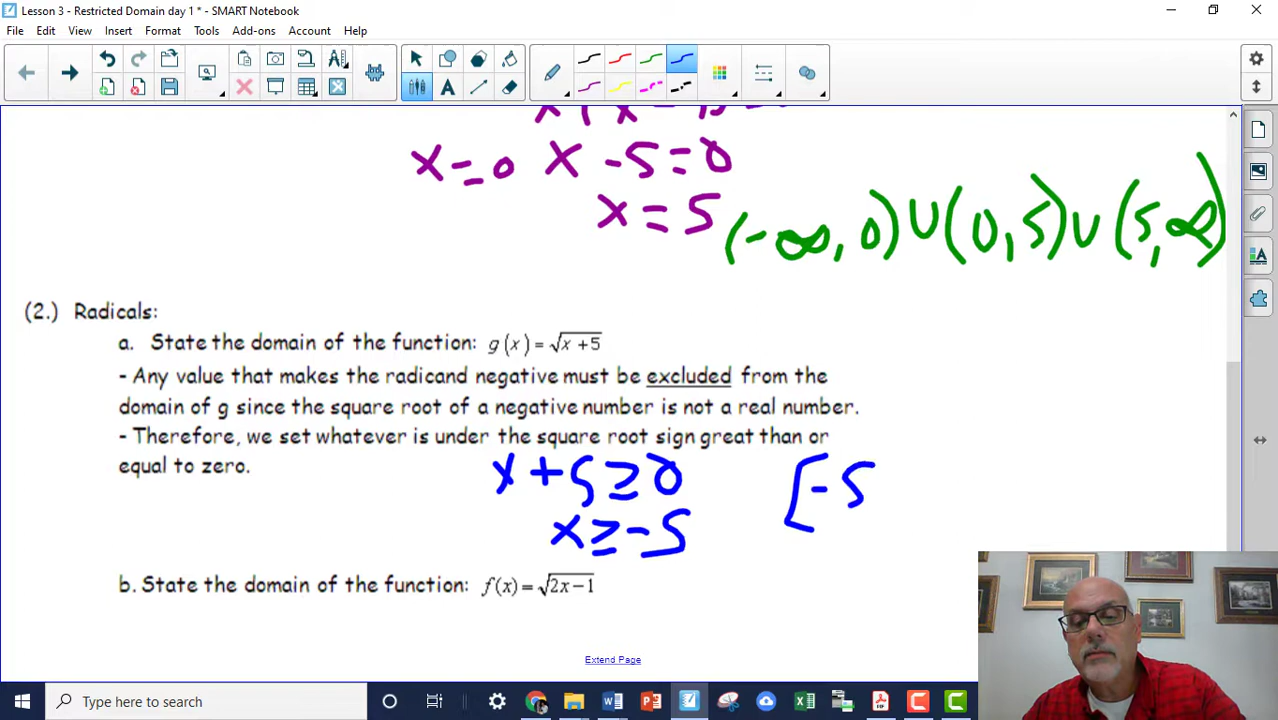 Lesson 3 - Restricted Domain day 1 * - SMART Notebook
File Edit View Insert Format Tools Add-ons Account Help
x=0 x -5=0
x=5
(-∞, 0)∪(0, 5)∪(5, ∞)
(2.) Radicals:
a. State the domain of the function: g(x)=√x+5
- Any value that makes the radicand negative must be excluded from the
domain of g since the square root of a negative number is not a real number.
- Therefore, we set whatever is under the square root sign great than or
equal to zero.
x+5≥0
[-5
x≥-5
b. State the domain of the function: f(x)=√2x−1
Extend Page
Type here to search